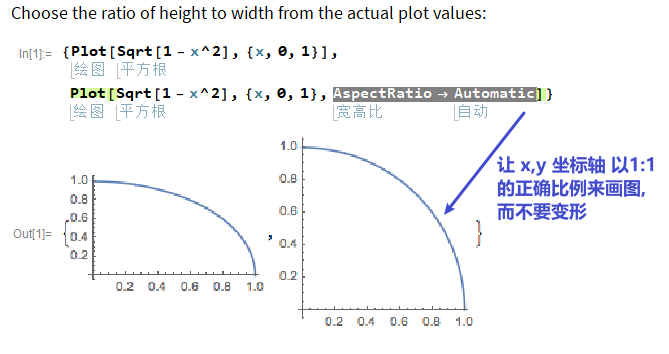 Choose the ratio of height to width from the actual plot values:
In[1]:= {Plot[Sqrt[1 - x^2], {x, 0, 1}],
绘图 平方根
Plot[Sqrt[1 - x^2], {x, 0, 1}, AspectRatio → Automatic]}
绘图 平方根 宽高比 自动
让 x,y 坐标轴 以1:1
的正确比例来画图,
而不要变形
Out[1]= {
1.0
0.8
0.6
0.4
0.2
0.2 0.4 0.6 0.8 1.0
,
1.0
0.8
0.6
0.4
0.2
0.2 0.4 0.6 0.8 1.0
}